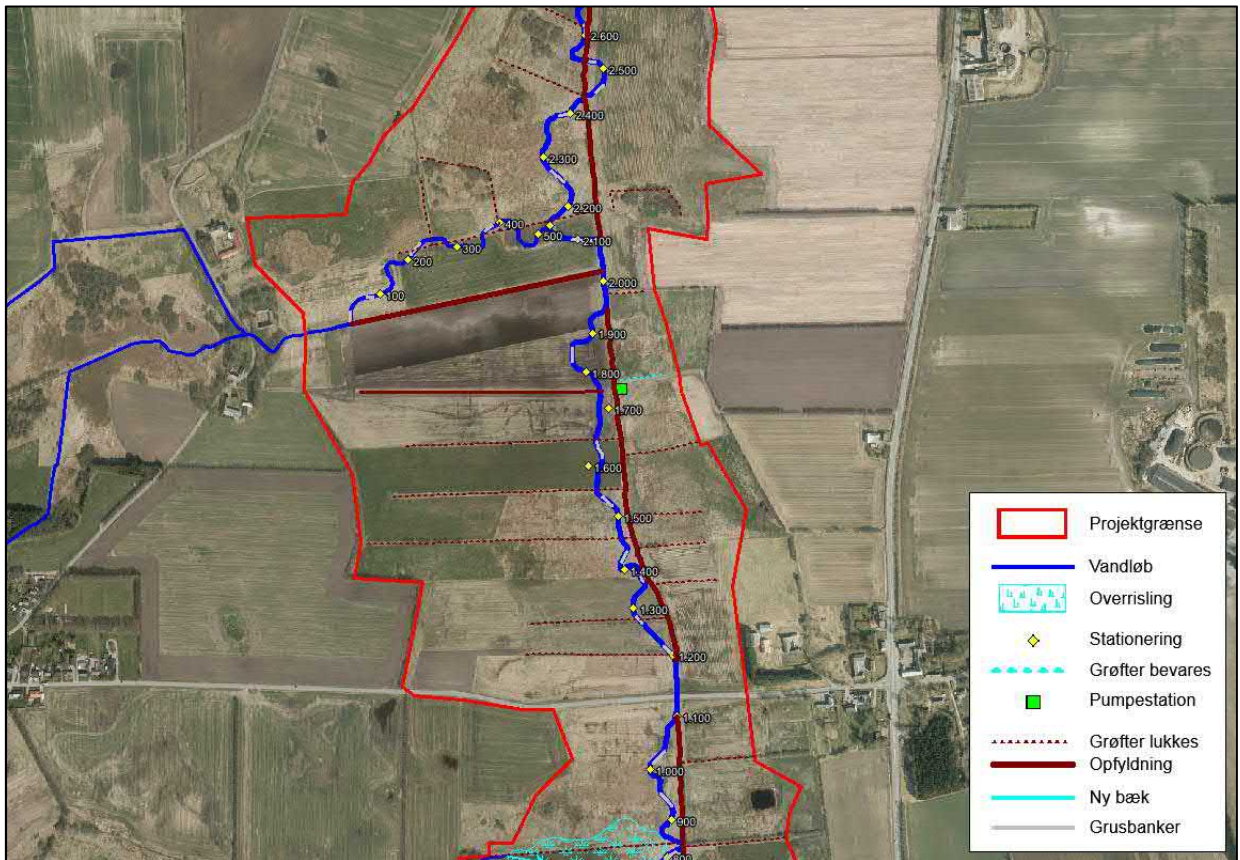 2.600
2.500
2.400
2.300
2.200
400
500
2.100
300
200
2.000
100
1.900
1.800
1.700
1.600
1.500
1.400
1.300
1.200
1.100
1.000
900
800
Projektgrænse
Vandløb
Overrisling
Stationering
Grøfter bevares
Pumpestation
Grøfter lukkes
Opfyldning
Ny bæk
Grusbanker